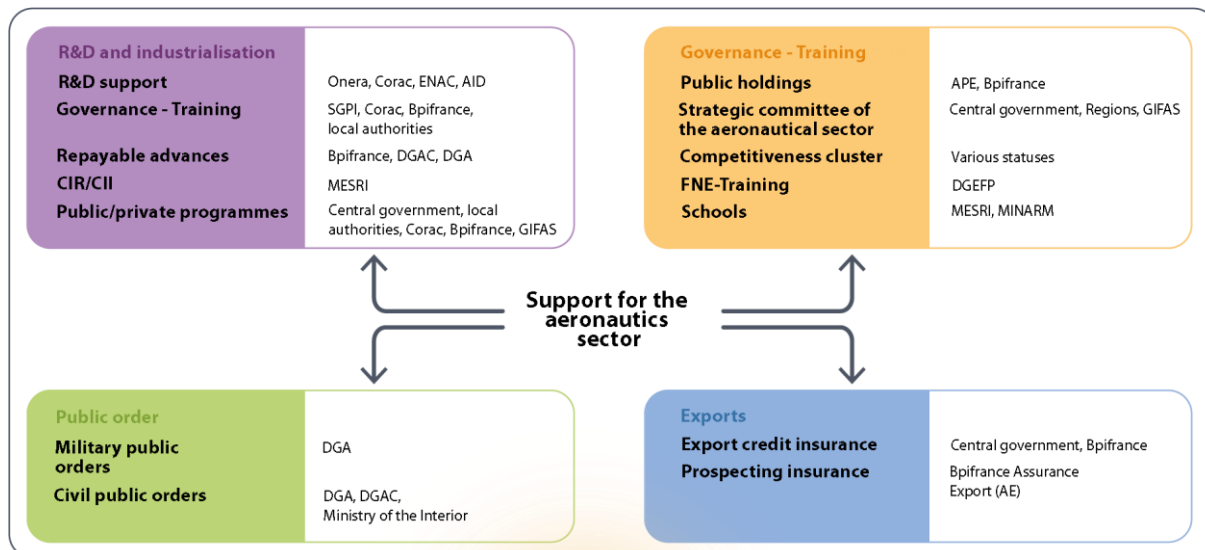 R&D and industrialisation
R&D support
Onera, Corac, ENAC, AID
Governance - Training
SGPI, Corac, Bpifrance,
local authorities
Repayable advances
Bpifrance, DGAC, DGA
CIR/CII
MESRI
Public/private programmes
Central government, local
authorities, Corac, Bpifrance, GIFAS
Governance - Training
Public holdings
APE, Bpifrance
Strategic committee of
the aeronautical sector
Central government, Regions, GIFAS
Competitiveness cluster
Various statuses
FNE-Training
DGEFP
Schools
MESRI, MINARM
Support for the
aeronautics
sector
Public order
Military public
orders
DGA
Civil public orders
DGA, DGAC,
Ministry of the Interior
Exports
Export credit insurance
Central government, Bpifrance
Prospecting insurance
Bpifrance Assurance
Export (AE)